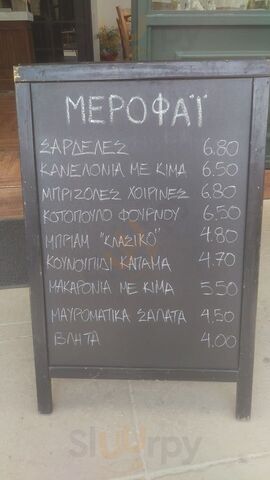 ΜΕΡΟΦΑΪ
ΣΑΡΔΕΛΕΣ 6.80
ΚΑΝΕΛΟΝΙΑ ΜΕ ΚΙΜΑ 6.50
ΜΠΡΙΖΟΛΕΣ ΧΟΙΡΙΝΕΣ 6.80
ΚΟΤΟΠΟΥΛΟ ΦΟΥΡΝΟΥ 6.50
ΜΠΡΙΑΜ "ΚΛΑΣΙΚΟ" 4.80
ΚΟΥΝΟΥΠΙΔΙ ΚΑΠΑΜΑ 4.70
ΜΑΚΑΡΟΝΙΑ ΜΕ ΚΙΜΑ 5.50
ΜΑΥΡΟΜΑΤΙΚΑ ΣΑΛΑΤΑ 4.50
ΒΛΗΤΑ 4.00
Sluurpy